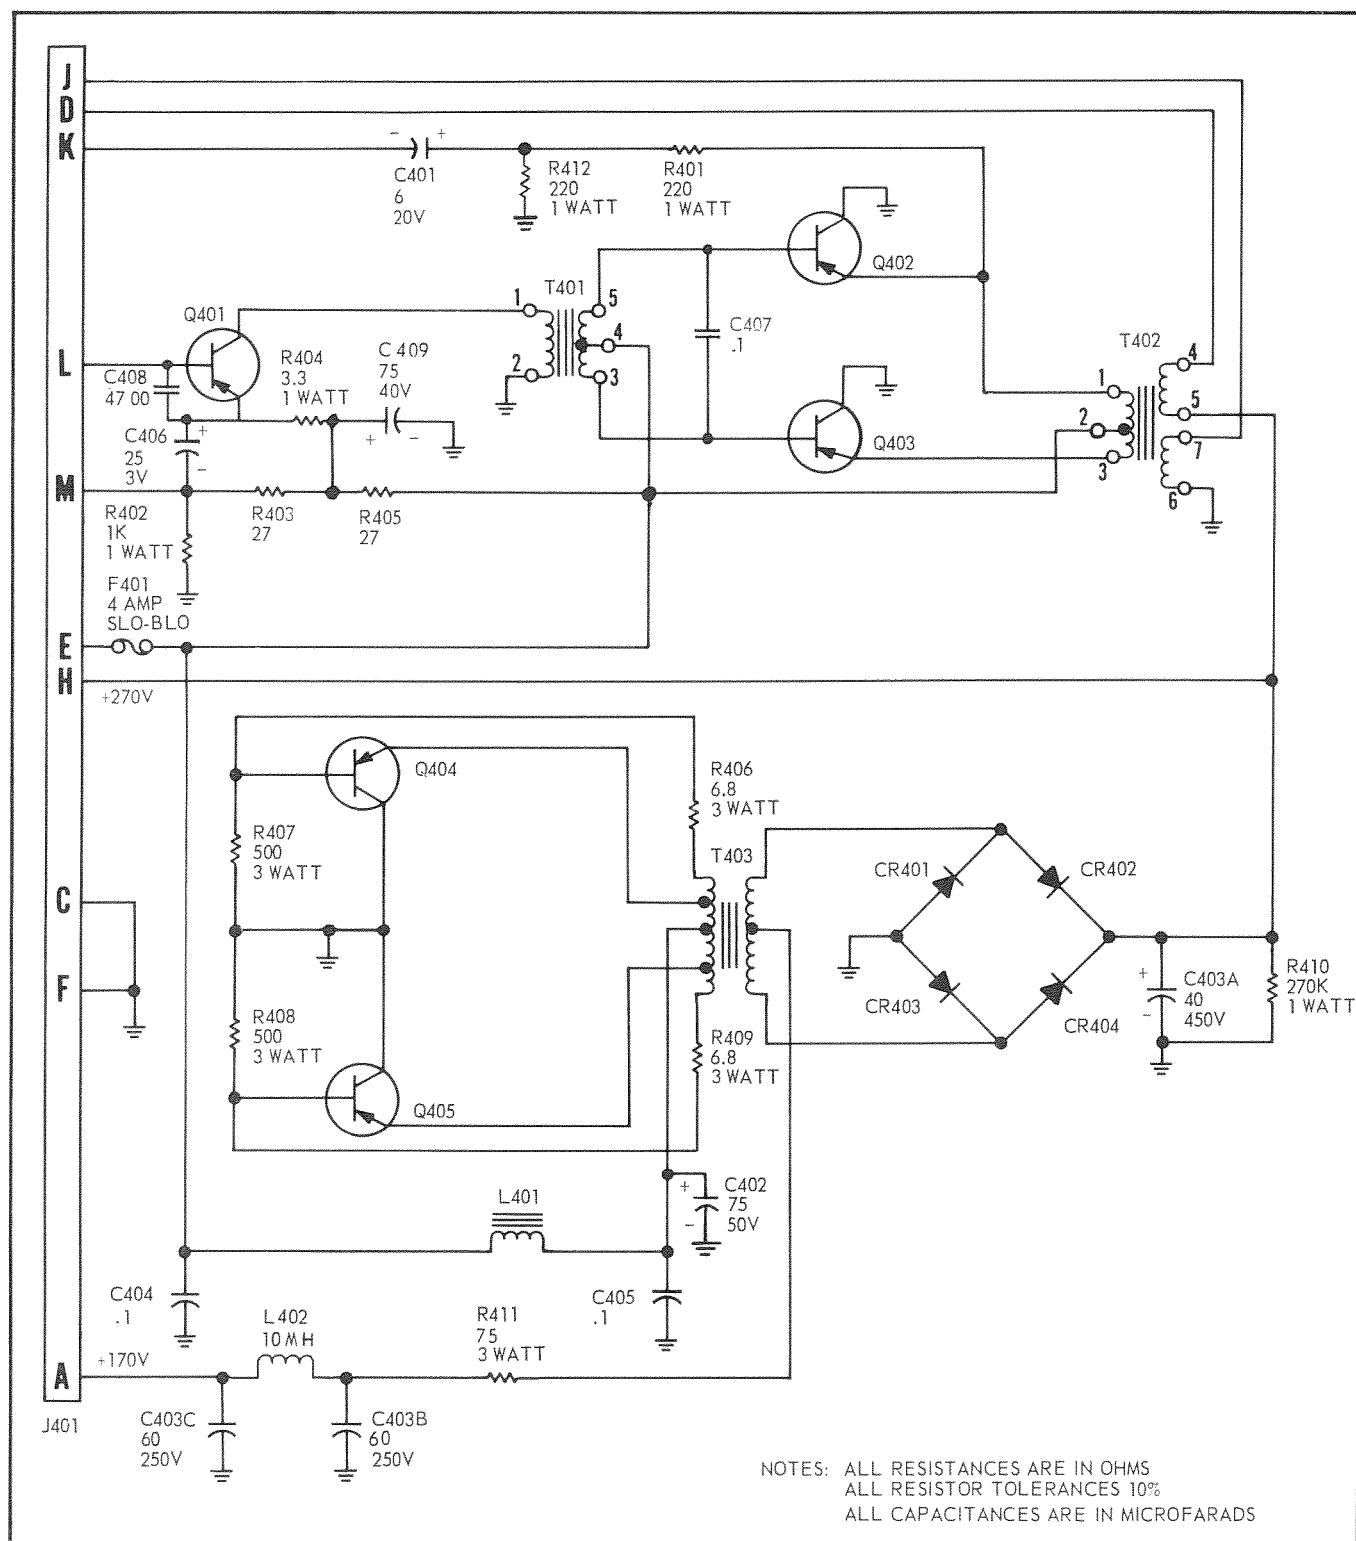 J
D
K
- +
C401
6
20V
R412
220
1 WATT
R401
220
1 WATT
Q402
Q401
1
T401
5
4
2
3
C407
.1
T402
4
1
5
2
7
3
6
L
C408
4700
R404
3.3
1 WATT
C 409
75
40V
+ -
Q403
C406
25
3V
+
-
M
R402
1K
1 WATT
R403
27
R405
27
F401
4 AMP
SLO-BLO
E
H
+270V
Q404
R406
6.8
3 WATT
R407
500
3 WATT
T403
CR401
CR402
C
F
R408
500
3 WATT
R409
6.8
3 WATT
CR403
CR404
+
-
C403A
40
450V
R410
270K
1 WATT
Q405
L401
+
-
C402
75
50V
C404
.1
C405
.1
L402
10MH
R411
75
3 WATT
A
+170V
J401
C403C
60
250V
C403B
60
250V
NOTES: ALL RESISTANCES ARE IN OHMS
ALL RESISTOR TOLERANCES 10%
ALL CAPACITANCES ARE IN MICROFARADS